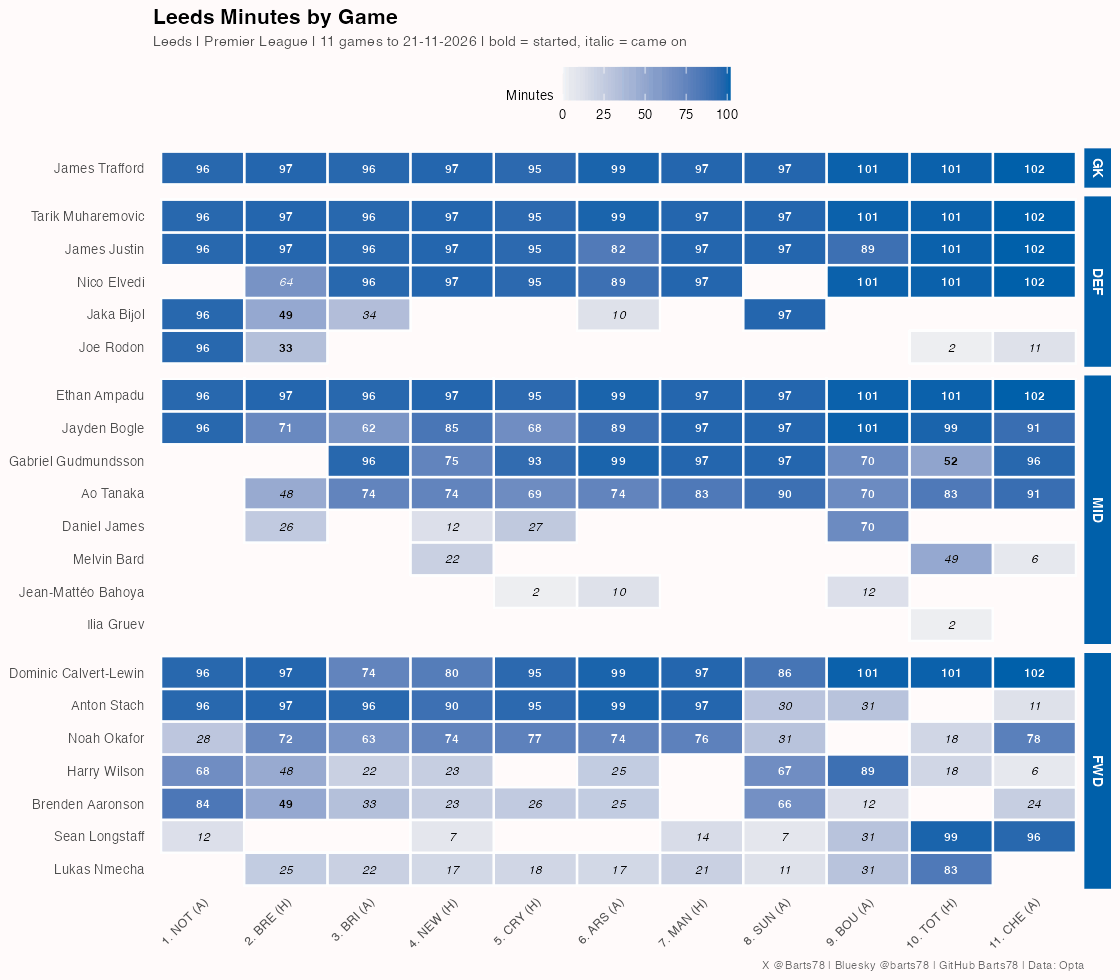 Leeds Minutes by Game
Leeds | Premier League | 11 games to 21-11-2026 | bold = started, italic = came on
Minutes
0 25 50 75 100
James Trafford 96 97 96 97 95 99 97 97 101 101 102
GK
Tarik Muharemovic 96 97 96 97 95 99 97 97 101 101 102
James Justin 96 97 96 97 95 82 97 97 89 101 102
Nico Elvedi 64 96 97 95 89 97 101 101 102
Jaka Bijol 96 49 34 10 97
Joe Rodon 96 33 2 11
DEF
Ethan Ampadu 96 97 96 97 95 99 97 97 101 101 102
Jayden Bogle 96 71 62 85 68 89 97 97 101 99 91
Gabriel Gudmundsson 96 75 93 99 97 97 70 52 96
Ao Tanaka 48 74 74 69 74 83 90 70 83 91
Daniel James 26 12 27 70
Melvin Bard 22 49 6
Jean-Mattéo Bahoya 2 10 12
Ilia Gruev 2
MID
Dominic Calvert-Lewin 96 97 74 80 95 99 97 86 101 101 102
Anton Stach 96 97 96 90 95 99 97 30 31 11
Noah Okafor 28 72 63 74 77 74 76 31 18 78
Harry Wilson 68 48 22 23 25 67 89 18 6
Brenden Aaronson 84 49 33 23 26 25 66 12 24
Sean Longstaff 12 7 14 7 31 99 96
Lukas Nmecha 25 22 17 18 17 21 11 31 83
FWD
1. NOT (A) 2. BRE (H) 3. BRI (A) 4. NEW (H) 5. CRY (H) 6. ARS (A) 7. MAN (H) 8. SUN (A) 9. BOU (A) 10. TOT (H) 11. CHE (A)
X @Barts78 | Bluesky @barts78 | GitHub Barts78 | Data: Opta